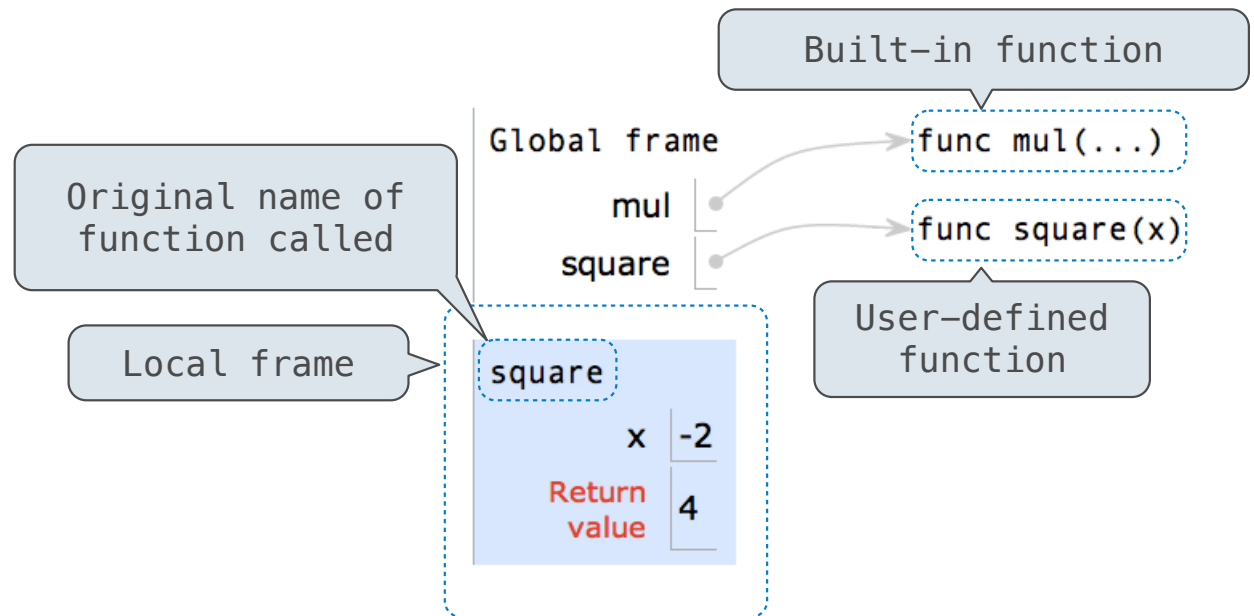 Built-in function
Global frame
func mul(...)
Original name of
function called
mul
func square(x)
square
User-defined
function
Local frame
square
x -2
Return
value 4